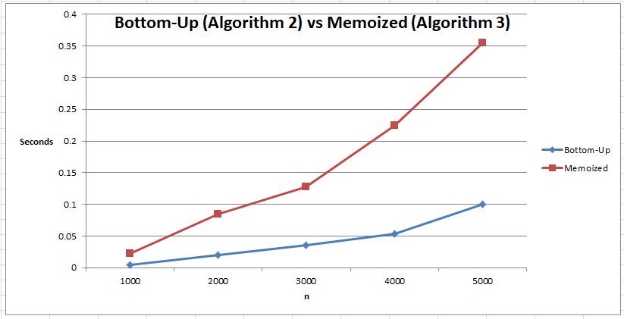 Bottom-Up (Algorithm 2) vs Memoized (Algorithm 3)
0.4
0.35
0.3
0.25
Seconds 0.2
0.15
0.1
0.05
0
1000 2000 3000 4000 5000
n
Bottom-Up
Memoized